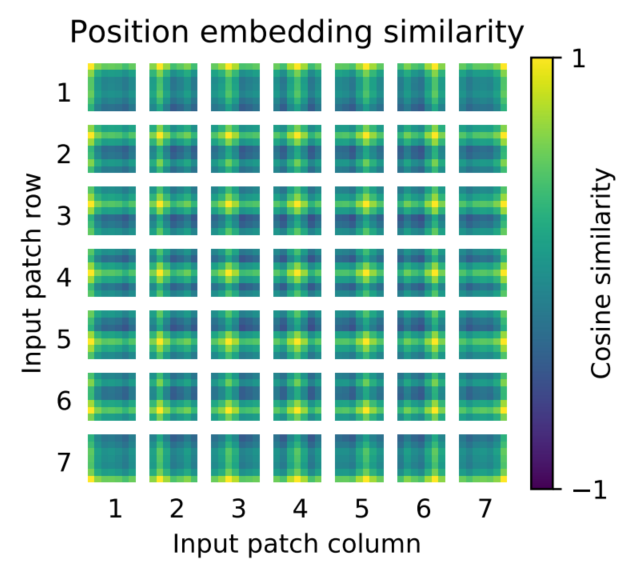 Position embedding similarity
1
1
2
3
4
5
6
7
Input patch row
Cosine similarity
−1
1 2 3 4 5 6 7
Input patch column